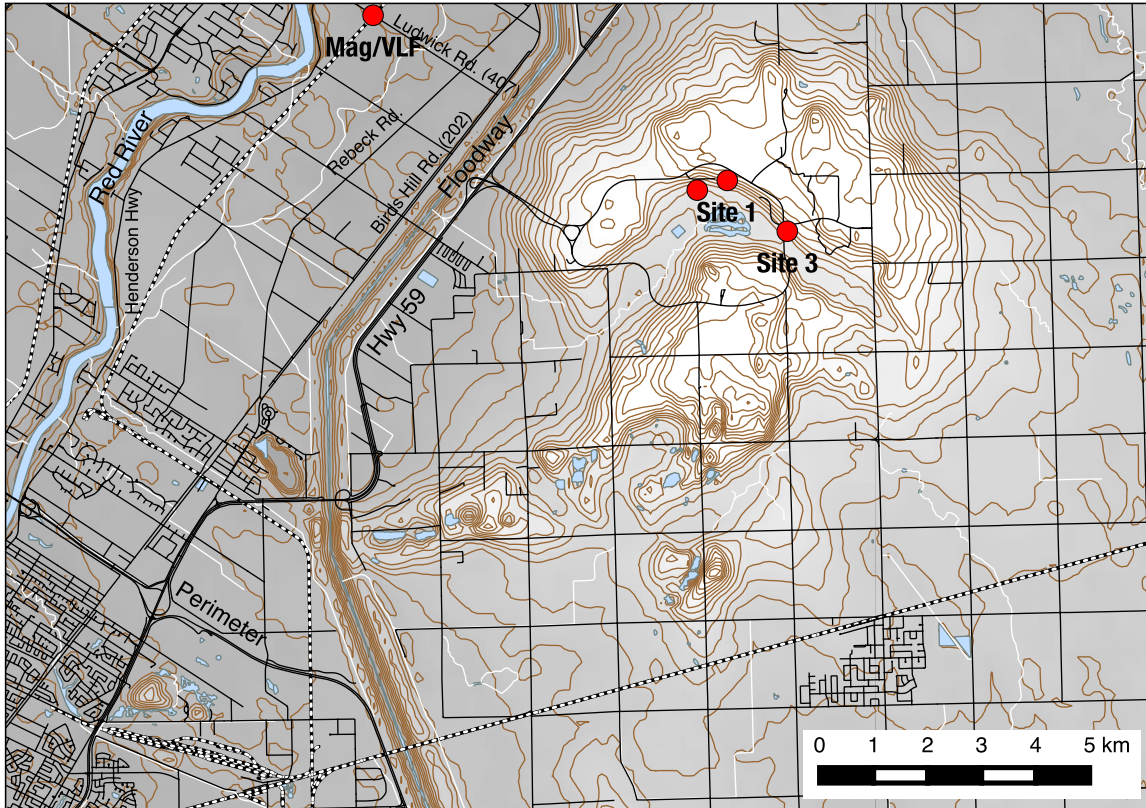 Mag/VLF
Ludwick Rd. (407)
Red River
Henderson Hwy
Rebeck Rd.
Birds Hill Rd. (202)
Floodway
Hwy 59
Site 1
Site 3
Perimeter
0 1 2 3 4 5 km